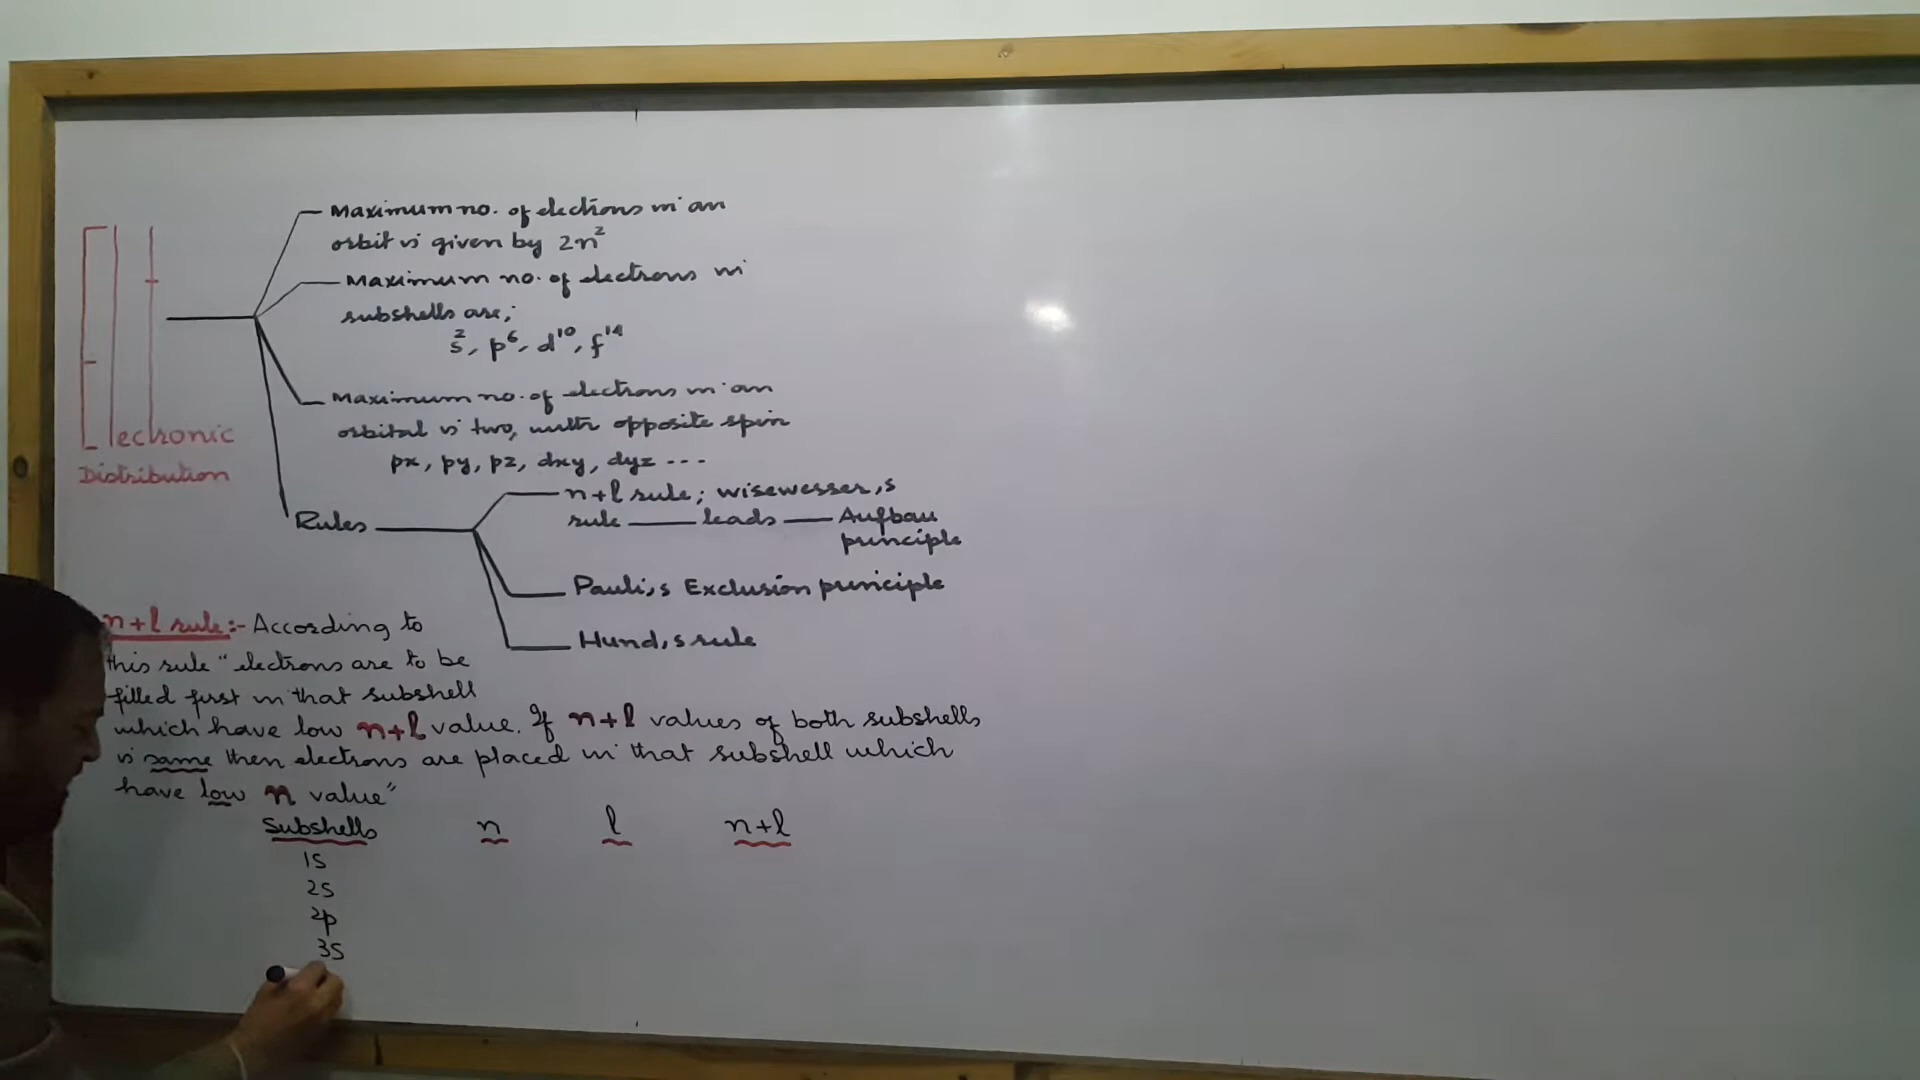 Electronic
Distribution
Maximum no. of electrons in an
orbit is given by 2n²
Maximum no. of electrons in
subshells are;
s², p⁶, d¹⁰, f¹⁴
Maximum no. of electrons in an
orbital is two, with opposite spin
px, py, pz, dxy, dyz ---
Rules
n+l rule; wisewesser,s
rule — leads — Aufbau
principle
Pauli,s Exclusion principle
Hund,s rule
n+l rule:- According to
this rule "electrons are to be
filled first in that subshell
which have low n+l value. If n+l values of both subshells
is same then electrons are placed in that subshell which
have low n value"
Subshells n l n+l
1s
2s
2p
3s